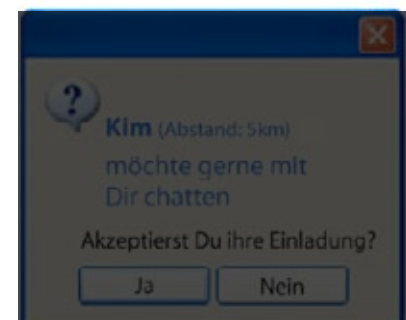 ?
Kim (Abstand: 5km)
möchte gerne mit
Dir chatten
Akzeptierst Du ihre Einladung?
Ja Nein